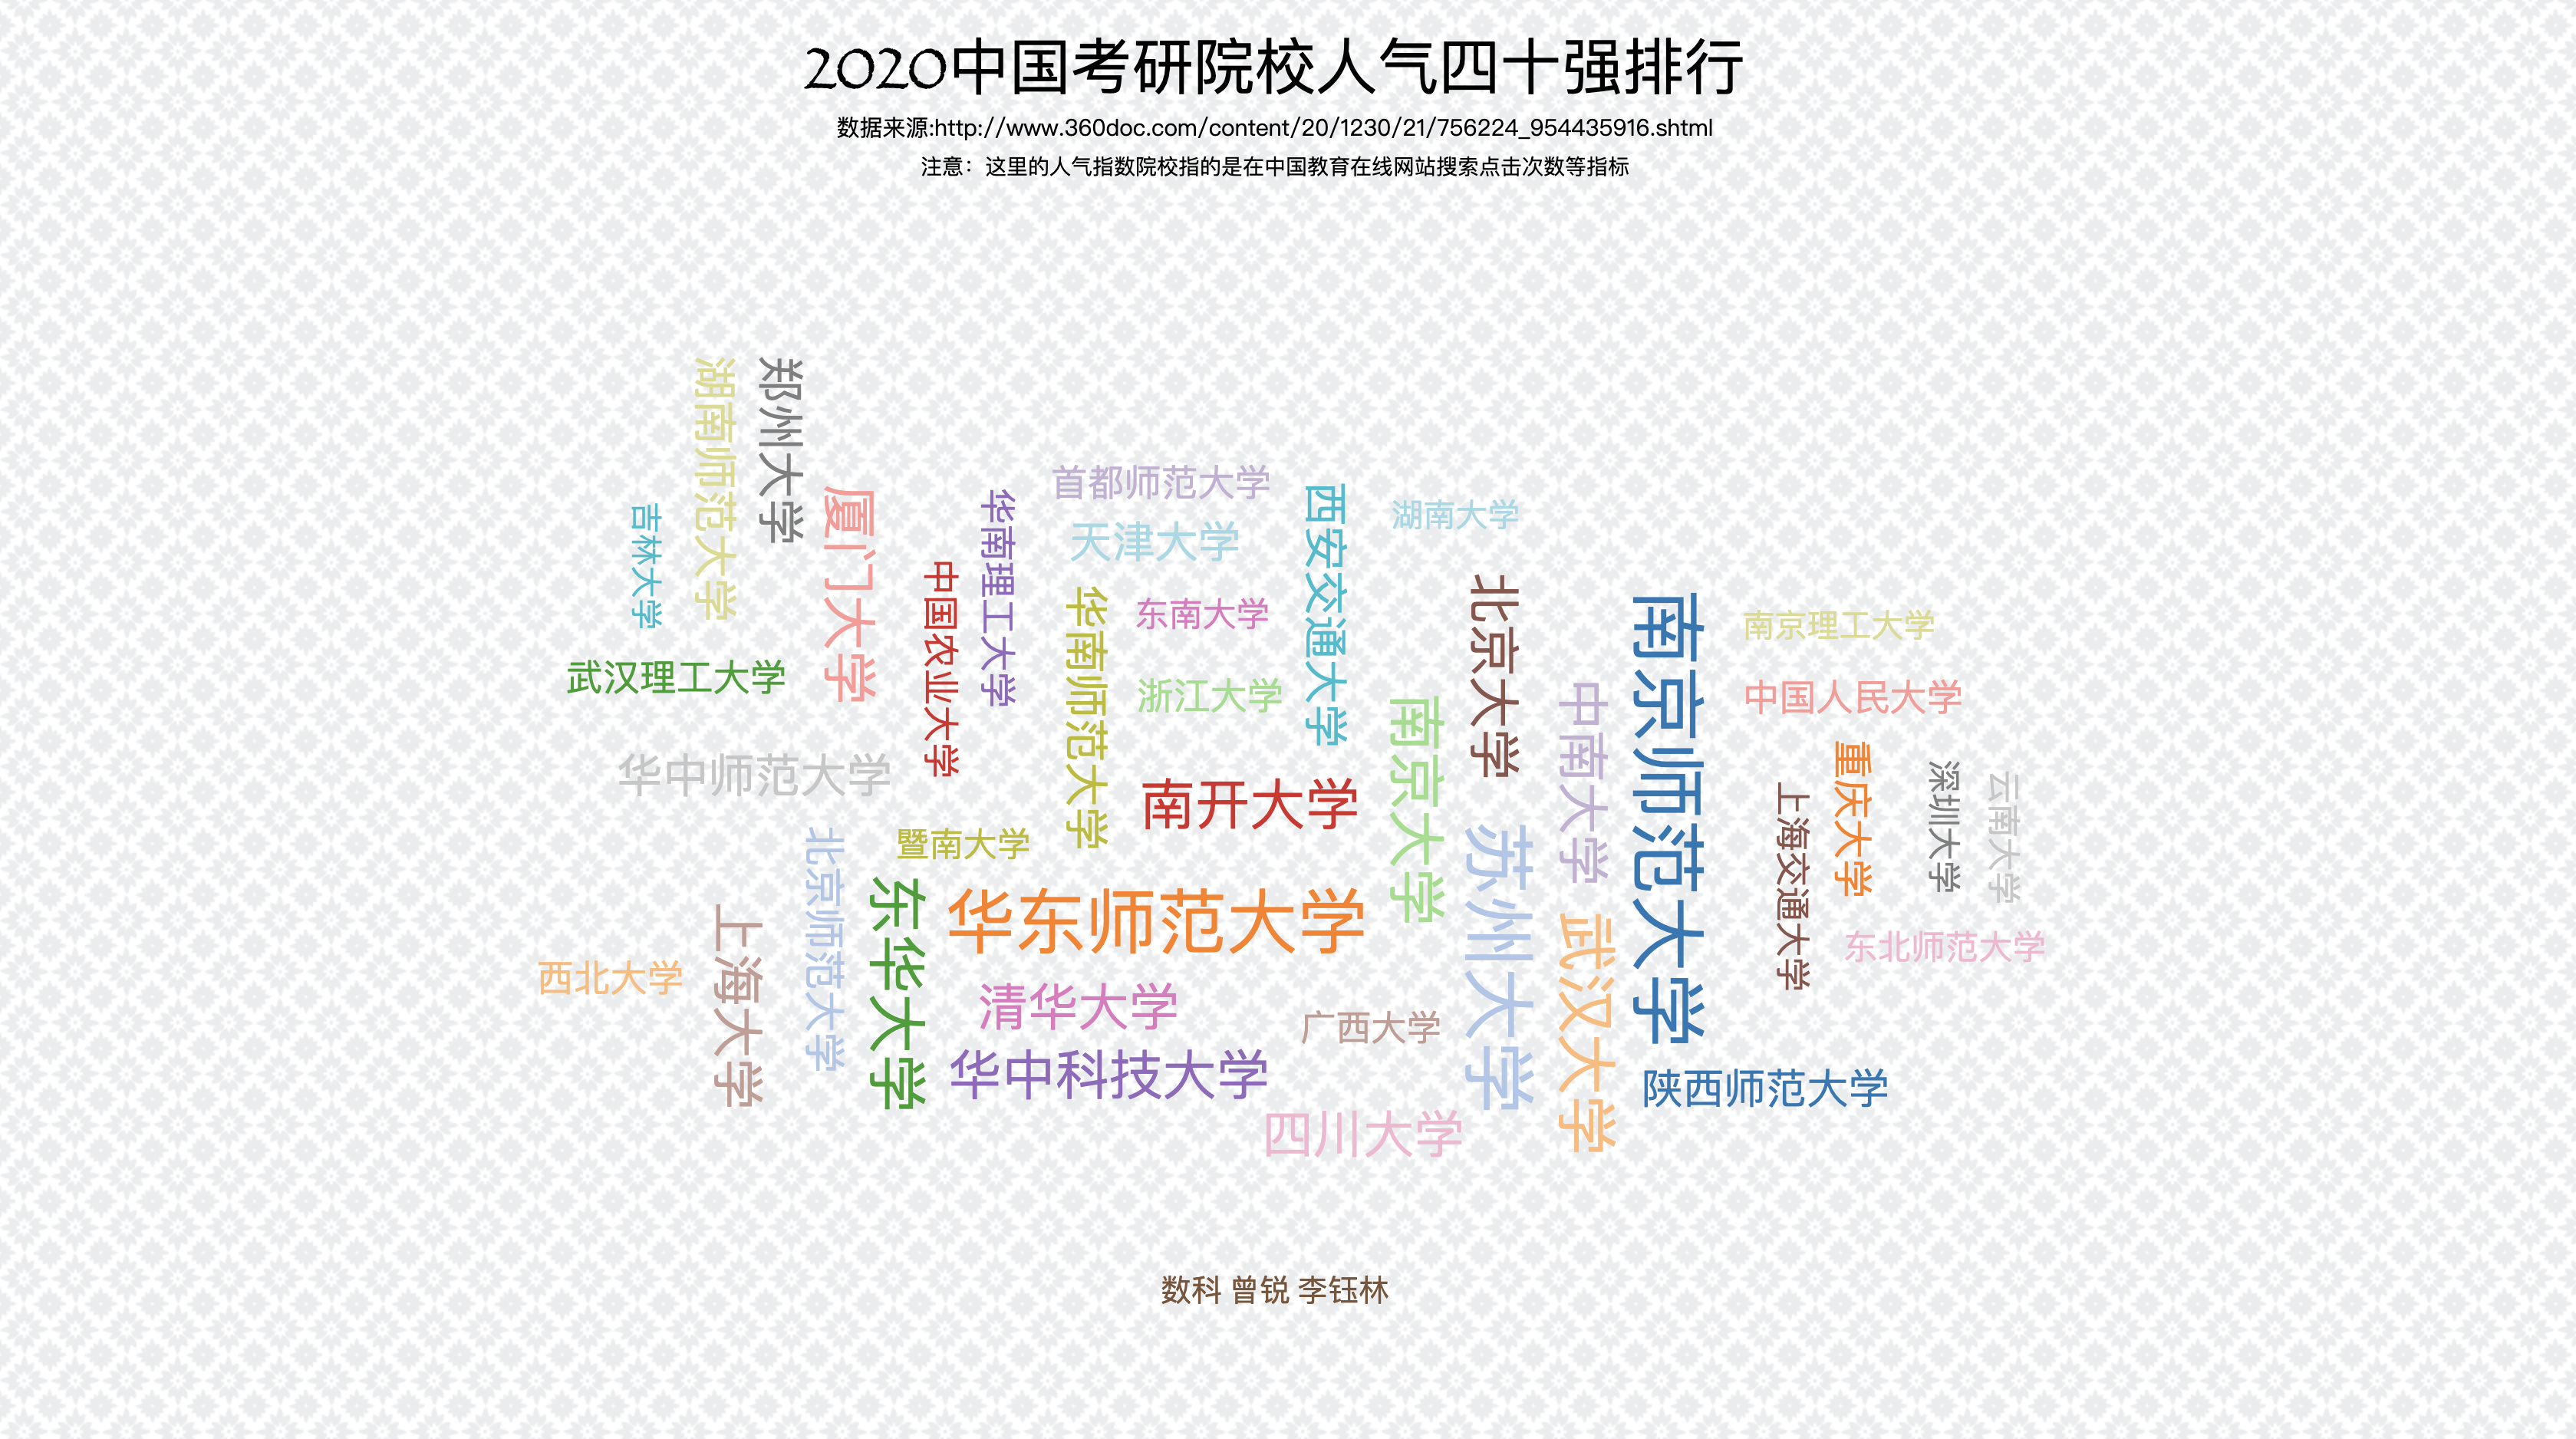 2020中国考研院校人气四十强排行
数据来源:http://www.360doc.com/content/20/1230/21/756224_954435916.shtml
注意：这里的人气指数院校指的是在中国教育在线网站搜索点击次数等指标
湖南师范大学
郑州大学
首都师范大学
西安交通大学
厦门大学
华南理工大学
湖南大学
吉林大学
天津大学
中国农业大学
北京大学
华南师范大学
南京师范大学
东南大学
南京理工大学
武汉理工大学
中南大学
浙江大学
中国人民大学
南京大学
重庆大学
华中师范大学
深圳大学
云南大学
南开大学
上海交通大学
苏州大学
北京师范大学
暨南大学
东华大学
华东师范大学
上海大学
武汉大学
东北师范大学
西北大学
清华大学
广西大学
华中科技大学
陕西师范大学
四川大学
数科 曾锐 李钰林